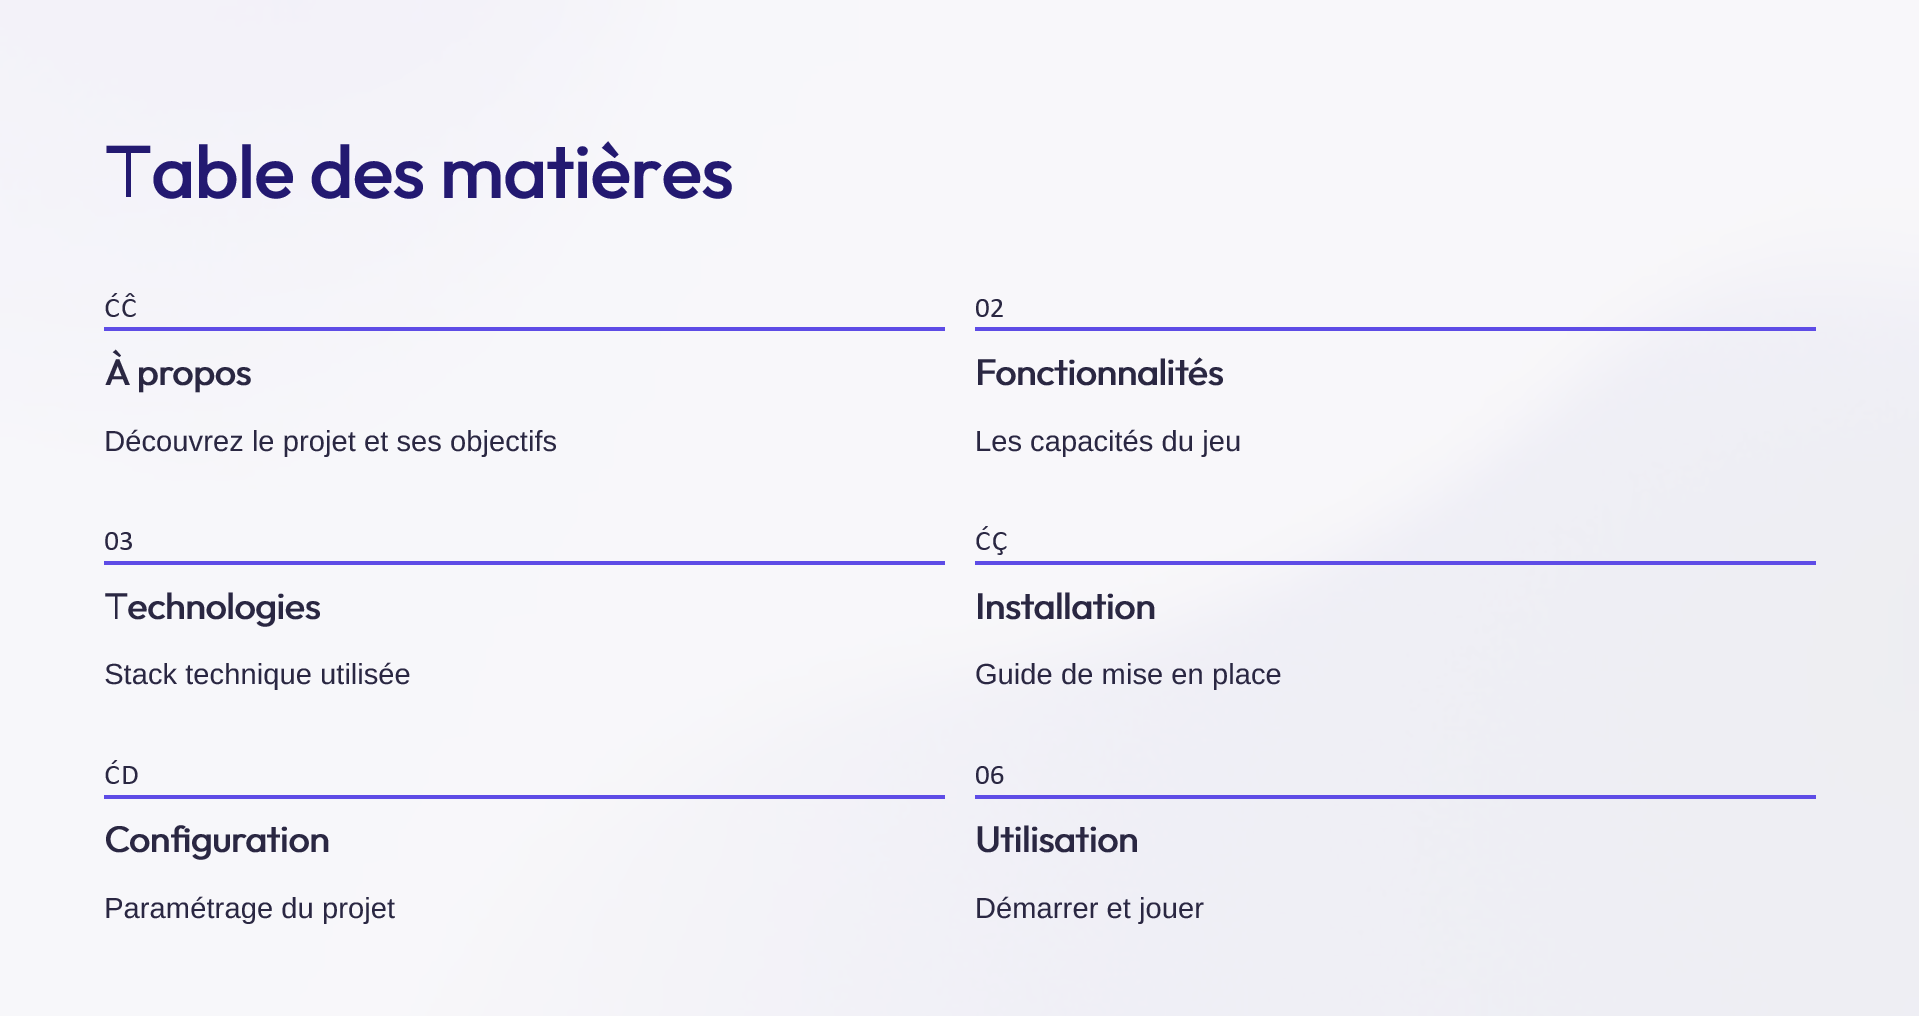 Table des matières
ĆĈ
À propos
Découvrez le projet et ses objectifs
02
Fonctionnalités
Les capacités du jeu
03
Technologies
Stack technique utilisée
ĆÇ
Installation
Guide de mise en place
ĆD
Configuration
Paramétrage du projet
06
Utilisation
Démarrer et jouer